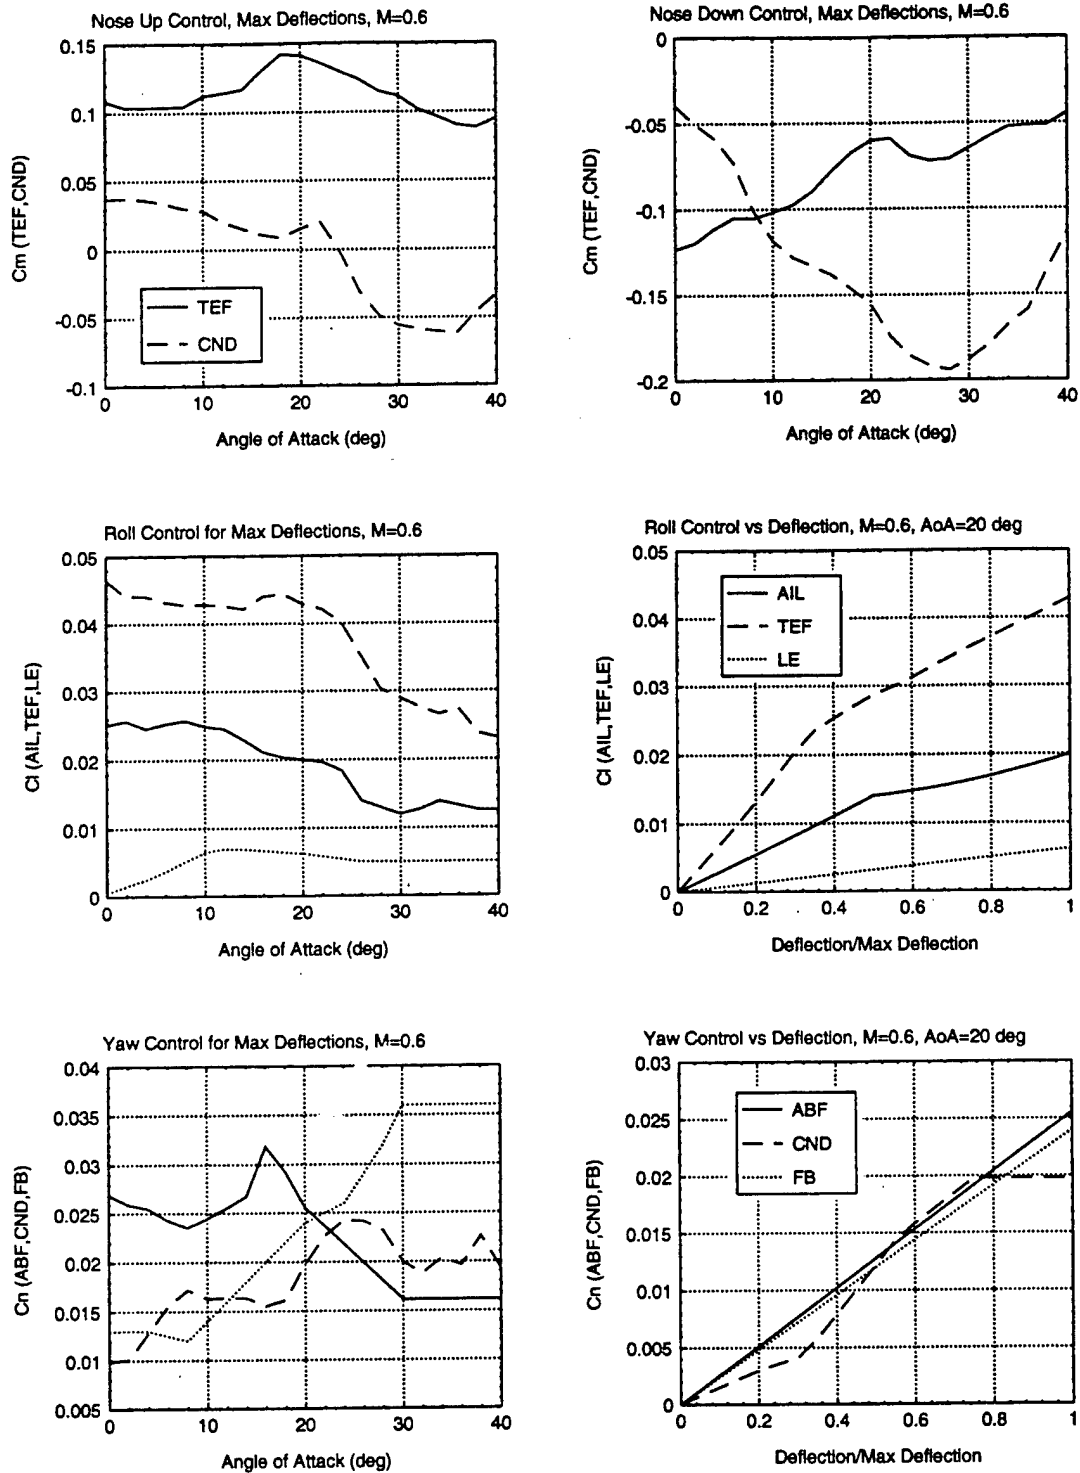 Nose Up Control, Max Deflections, M=0.6
0.15
0.1
0.05
0
-0.05
-0.1
Cm (TEF,CND)
TEF
CND
0 10 20 30 40
Angle of Attack (deg)
Nose Down Control, Max Deflections, M=0.6
0
-0.05
-0.1
-0.15
-0.2
Cm (TEF,CND)
0 10 20 30 40
Angle of Attack (deg)
Roll Control for Max Deflections, M=0.6
0.05
0.04
0.03
0.02
0.01
0
Cl (AIL,TEF,LE)
0 10 20 30 40
Angle of Attack (deg)
Roll Control vs Deflection, M=0.6, AoA=20 deg
0.05
0.04
0.03
0.02
0.01
0
Cl (AIL,TEF,LE)
AIL
TEF
LE
0 0.2 0.4 0.6 0.8 1
Deflection/Max Deflection
Yaw Control for Max Deflections, M=0.6
0.04
0.035
0.03
0.025
0.02
0.015
0.01
0.005
Cn (ABF,CND,FB)
0 10 20 30 40
Angle of Attack (deg)
Yaw Control vs Deflection, M=0.6, AoA=20 deg
0.03
0.025
0.02
0.015
0.01
0.005
0
Cn (ABF,CND,FB)
ABF
CND
FB
0 0.2 0.4 0.6 0.8 1
Deflection/Max Deflection